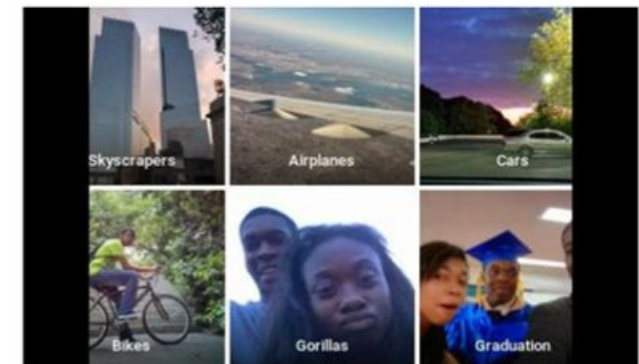 Skyscrapers
Airplanes
Cars
Bikes
Gorillas
Graduation